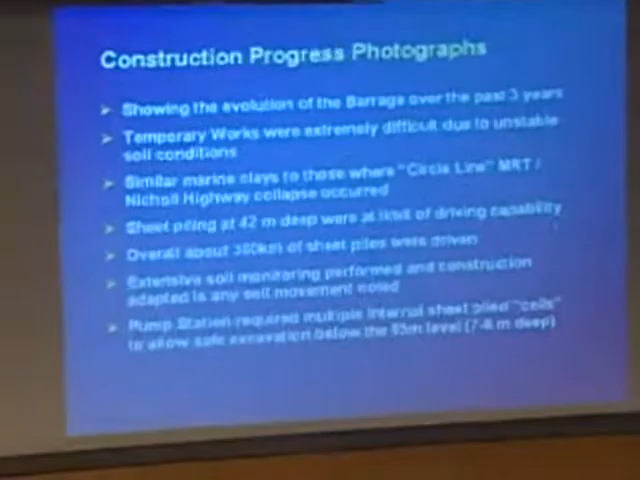 Construction Progress Photographs
Showing the evolution of the Barrage over the past 3 years
Temporary Works were extremely difficult due to unstable
soil conditions
Similar marine clays to those where "Circle Line" MRT /
Nicholl Highway collapse occurred
Sheet piling at 42 m deep were at limit of driving capability
Overall about of sheet piles were driven
Extensive soil monitoring performed and construction
adapted to any soil movement noted
Pump Station required multiple internal sheet piled "cells"
to allow safe excavation below the level (7-8 m deep)